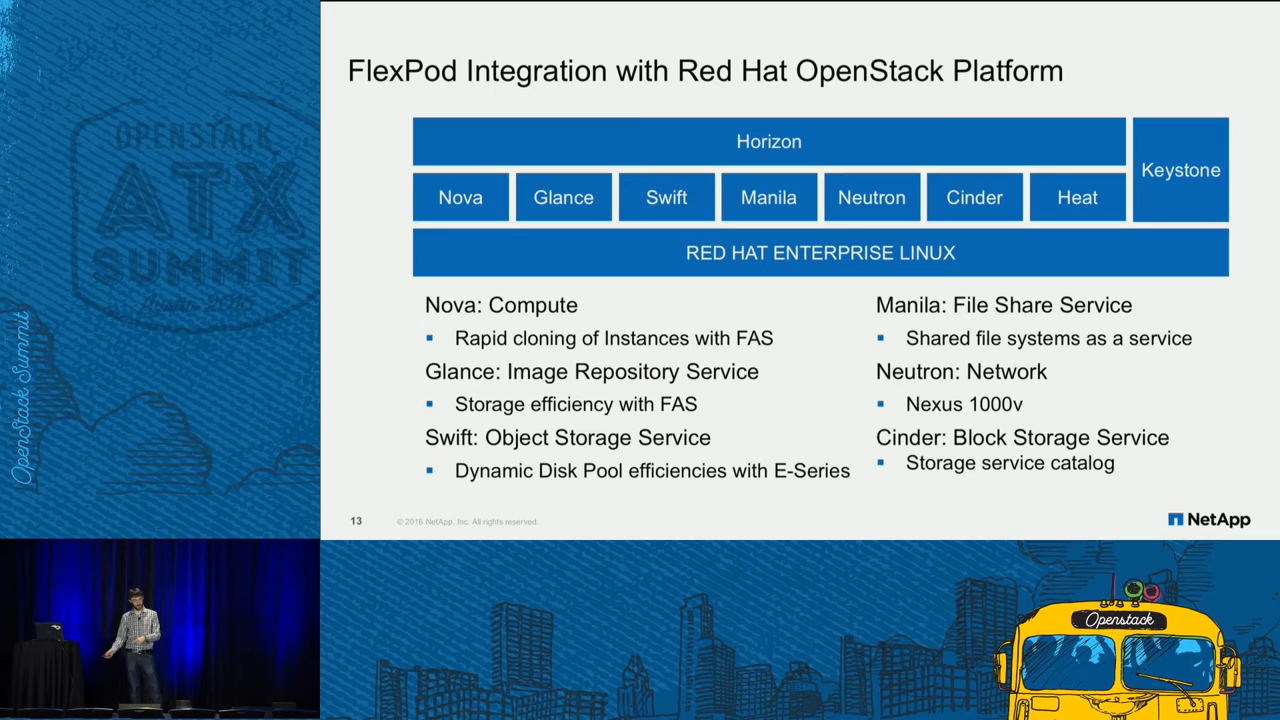 FlexPod Integration with Red Hat OpenStack Platform
Horizon
Keystone
Nova
Glance
Swift
Manila
Neutron
Cinder
Heat
RED HAT ENTERPRISE LINUX
Nova: Compute
Rapid cloning of Instances with FAS
Glance: Image Repository Service
Storage efficiency with FAS
Swift: Object Storage Service
Dynamic Disk Pool efficiencies with E-Series
Manila: File Share Service
Shared file systems as a service
Neutron: Network
Nexus 1000v
Cinder: Block Storage Service
Storage service catalog
13
© 2016 NetApp, Inc. All rights reserved.
NetApp
OPENSTACK
ATX
SUMMIT
Austin 2016
OpenStack Summit
Openstack